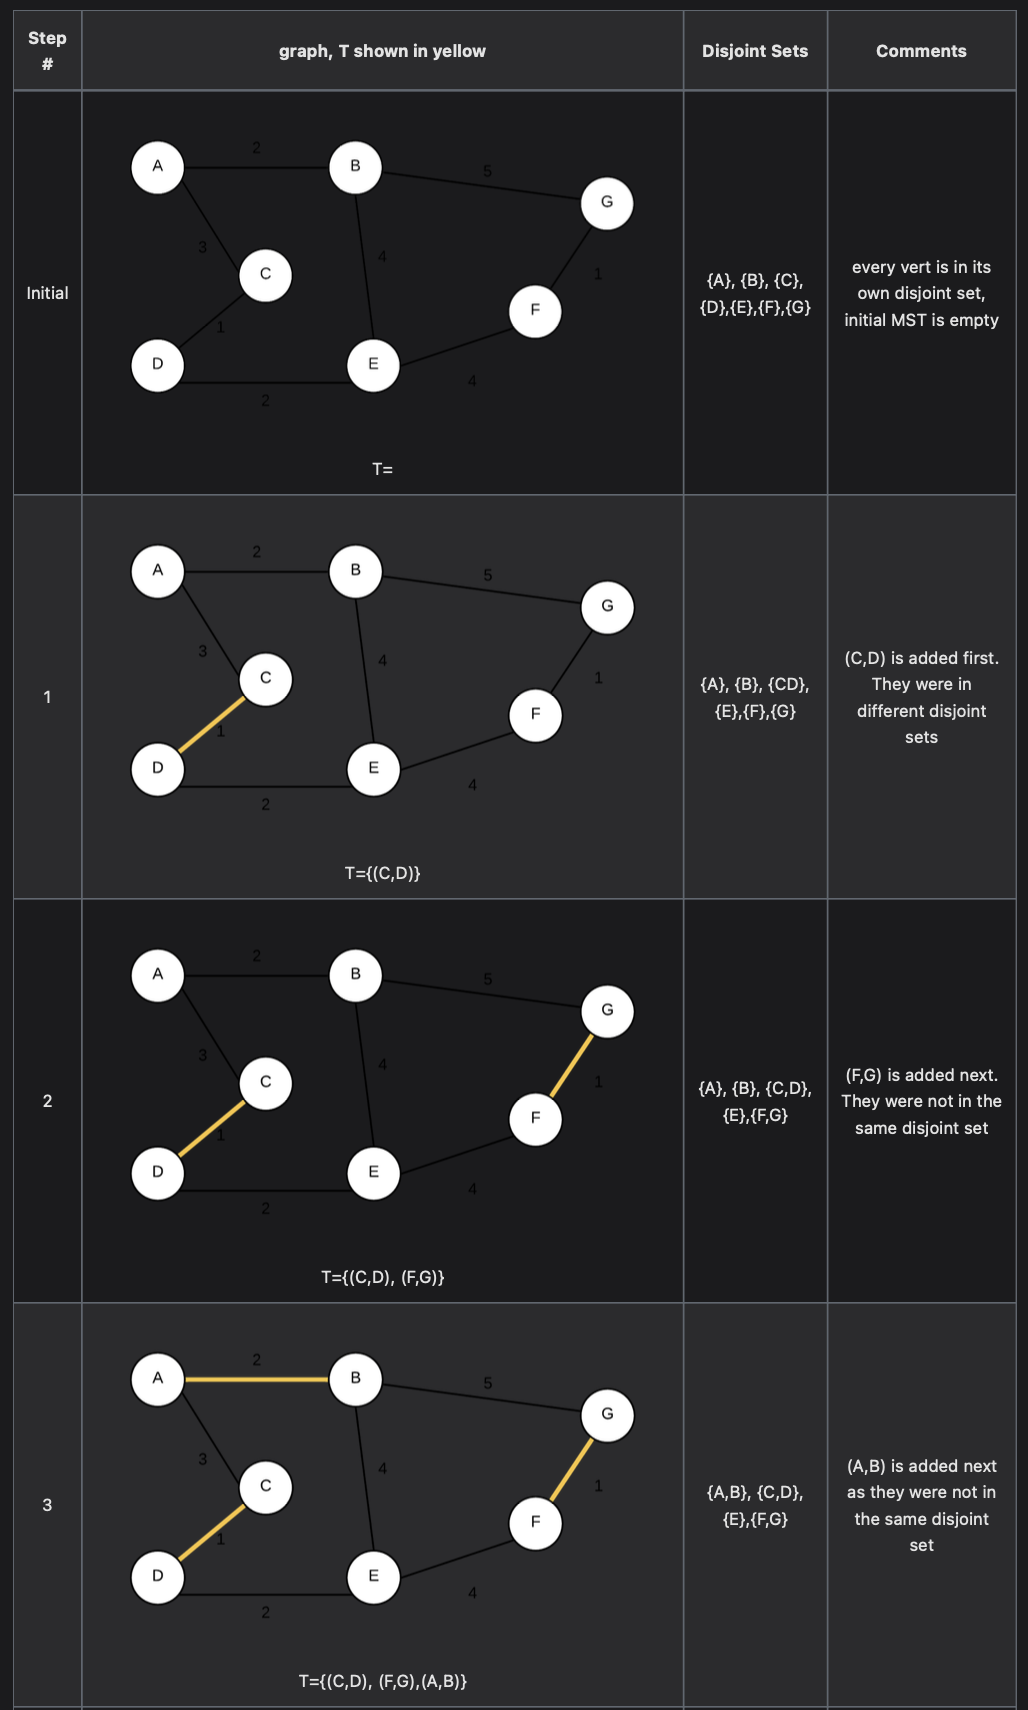 Step
#
graph, T shown in yellow
Disjoint Sets
Comments
Initial
A
2
B
5
G
3
4
C
1
F
1
D
E
4
2
T=
{A}, {B}, {C},
{D},{E},{F},{G}
every vert is in its
own disjoint set,
initial MST is empty
1
A
2
B
5
G
3
4
C
1
F
1
D
E
4
2
T={(C,D)}
{A}, {B}, {CD},
{E},{F},{G}
(C,D) is added first.
They were in
different disjoint
sets
2
A
2
B
5
G
3
4
C
1
F
1
D
E
4
2
T={(C,D), (F,G)}
{A}, {B}, {C,D},
{E},{F,G}
(F,G) is added next.
They were not in the
same disjoint set
3
A
2
B
5
G
3
4
C
1
F
1
D
E
4
2
T={(C,D), (F,G),(A,B)}
{A,B}, {C,D},
{E},{F,G}
(A,B) is added next
as they were not in
the same disjoint
set